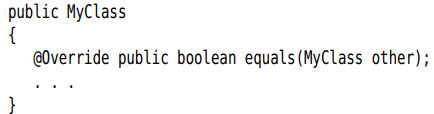 public MyClass
{
@Override public boolean equals(MyClass other);
. . .
}